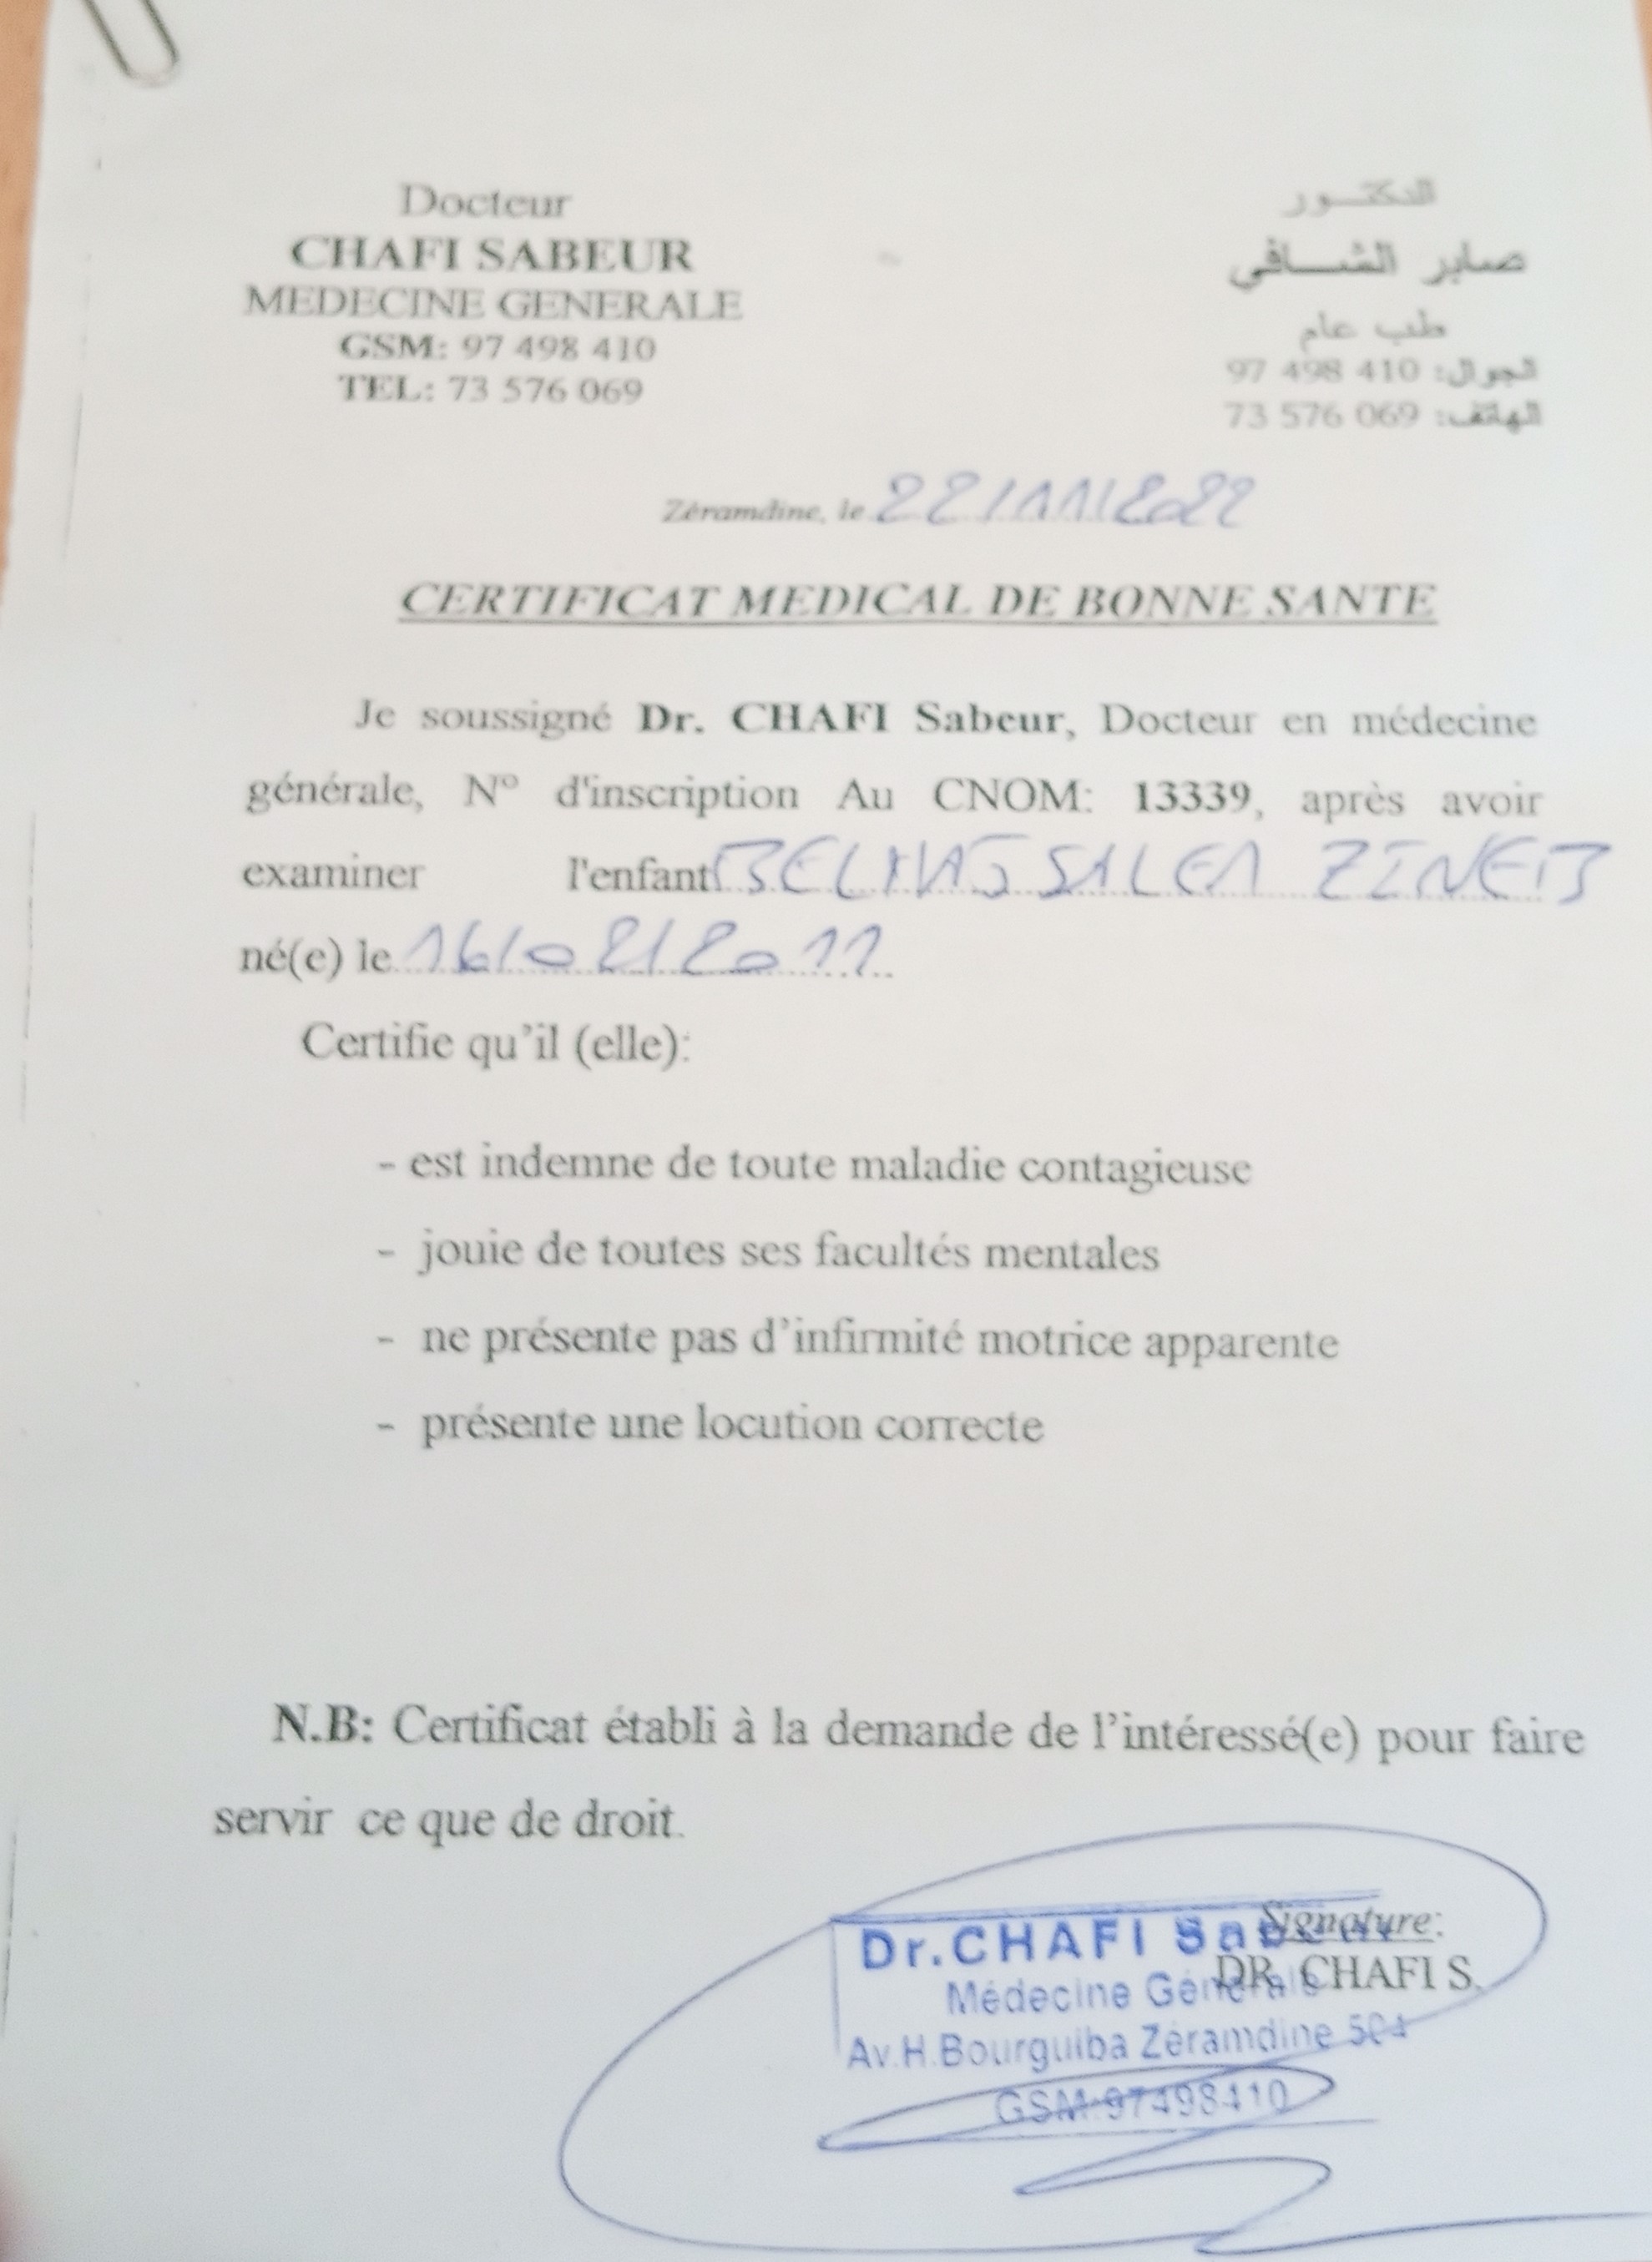 Docteur
CHAFI SABEUR
MEDECINE GENERALE
GSM: 97 498 410
TEL: 73 576 069
الدكتـــور
صابر الشـــافي
طب عام
الجوال: 97 498 410
الهاتف: 73 576 069
Zéramdine, le 22/11/2022
CERTIFICAT MEDICAL DE BONNE SANTE
Je soussigné Dr. CHAFI Sabeur, Docteur en médecine
générale, N° d'inscription Au CNOM: 13339, après avoir
examiner l'enfant SALEM ZINEB
né(e) le 16/02/2011
Certifie qu'il (elle):
- est indemne de toute maladie contagieuse
- jouie de toutes ses facultés mentales
- ne présente pas d'infirmité motrice apparente
- présente une locution correcte
N.B: Certificat établi à la demande de l'intéressé(e) pour faire
servir ce que de droit.
Signature:
DR. CHAFI S.
Dr.CHAFI Sabeur
Médecine Générale
Av.H.Bourguiba Zéramdine
GSM:97498410